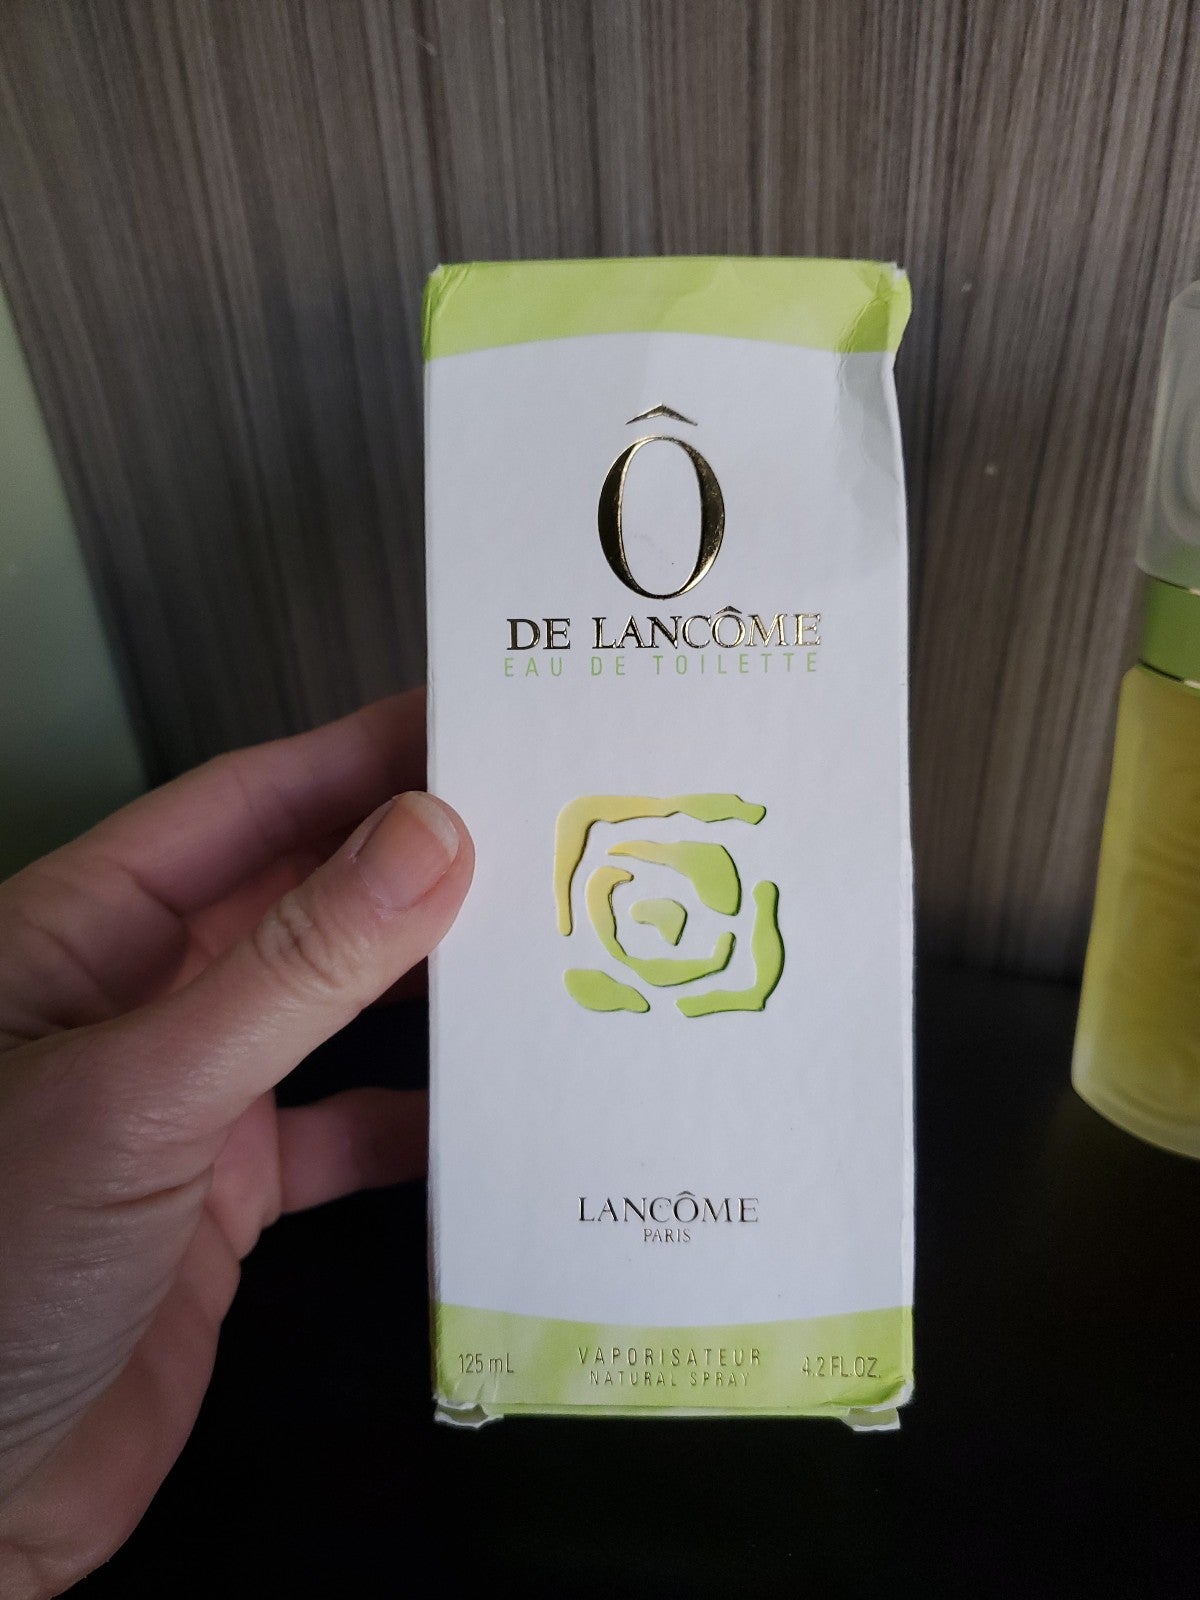 Ô
DE LANCÔME
EAU DE TOILETTE
LANCÔME
PARIS
125 mL VAPORISATEUR 4.2 FL.OZ.
NATURAL SPRAY